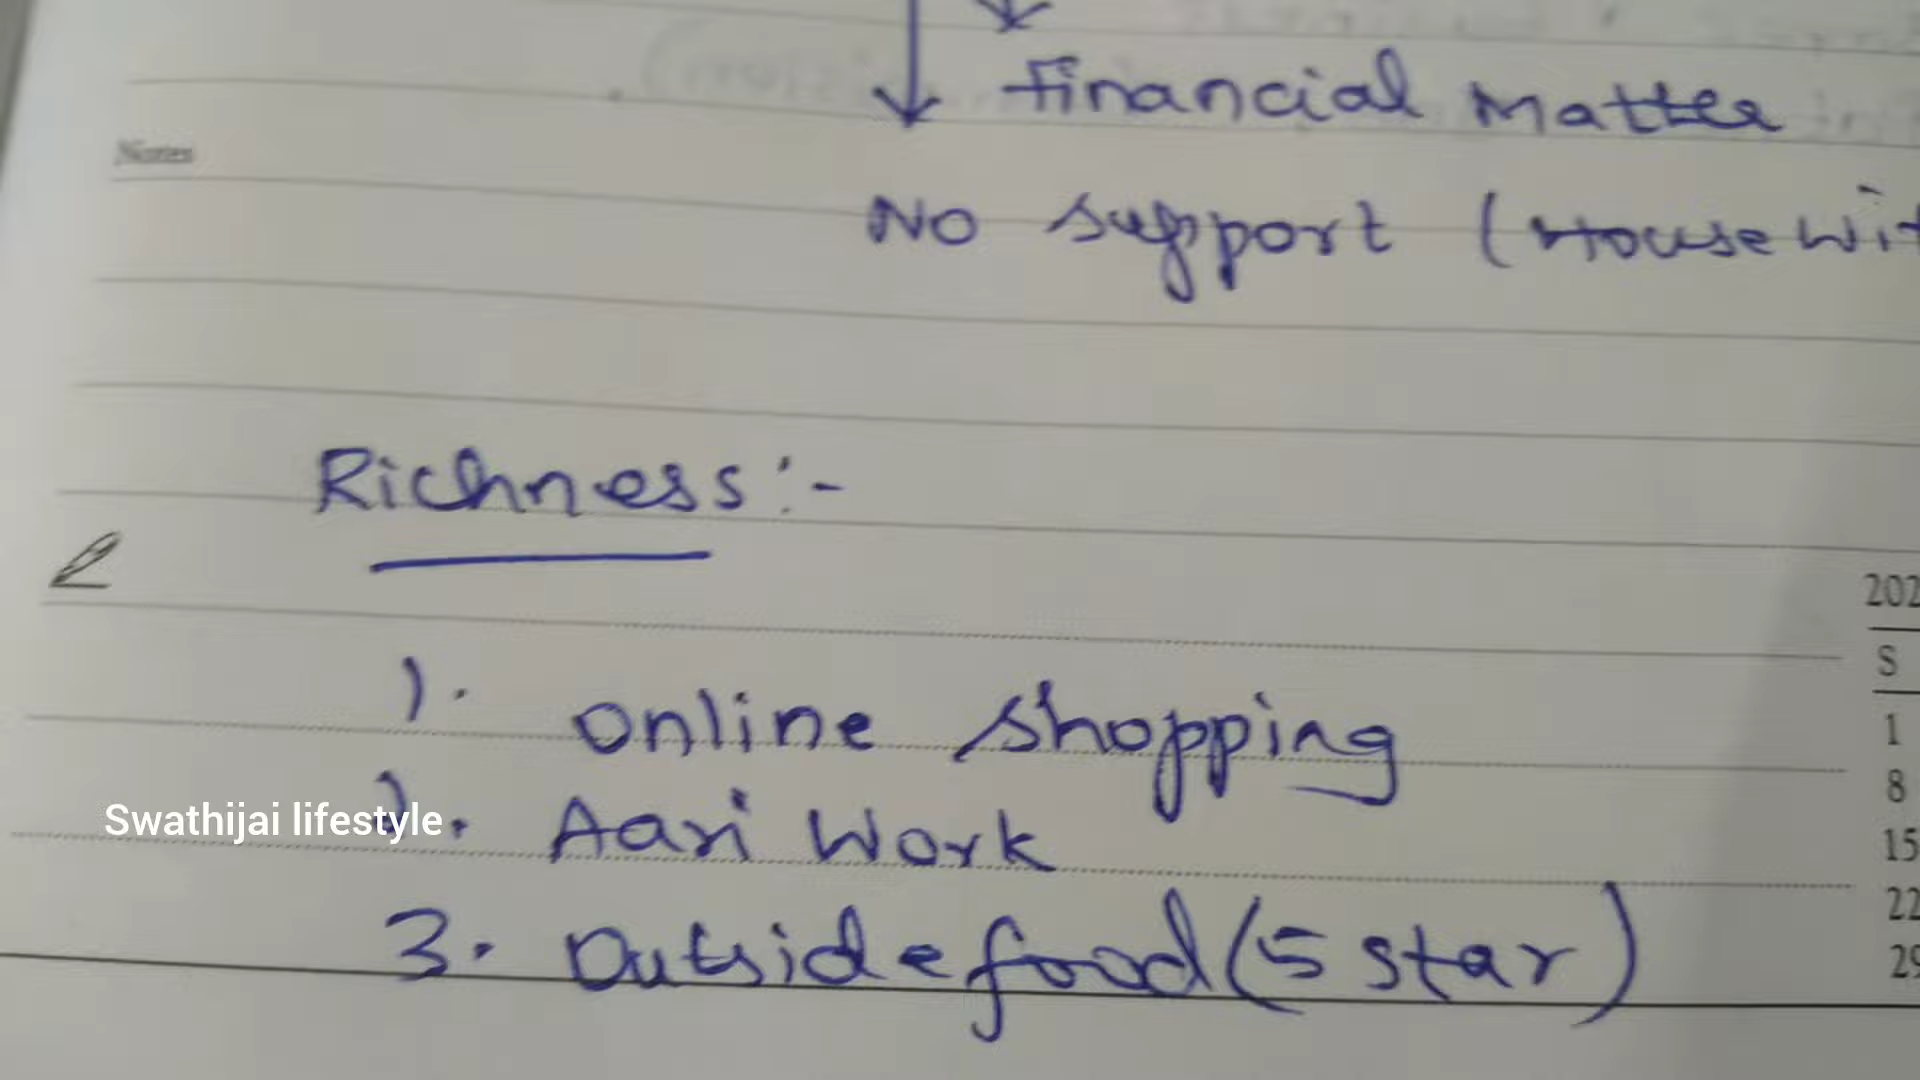 Financial Matter
Notes
No support (House wif
Richness:-
202
S
1). Online shopping
1
8
2). Aari Work
Swathijai lifestyle
15
22
3. Outside food (5 star)
29